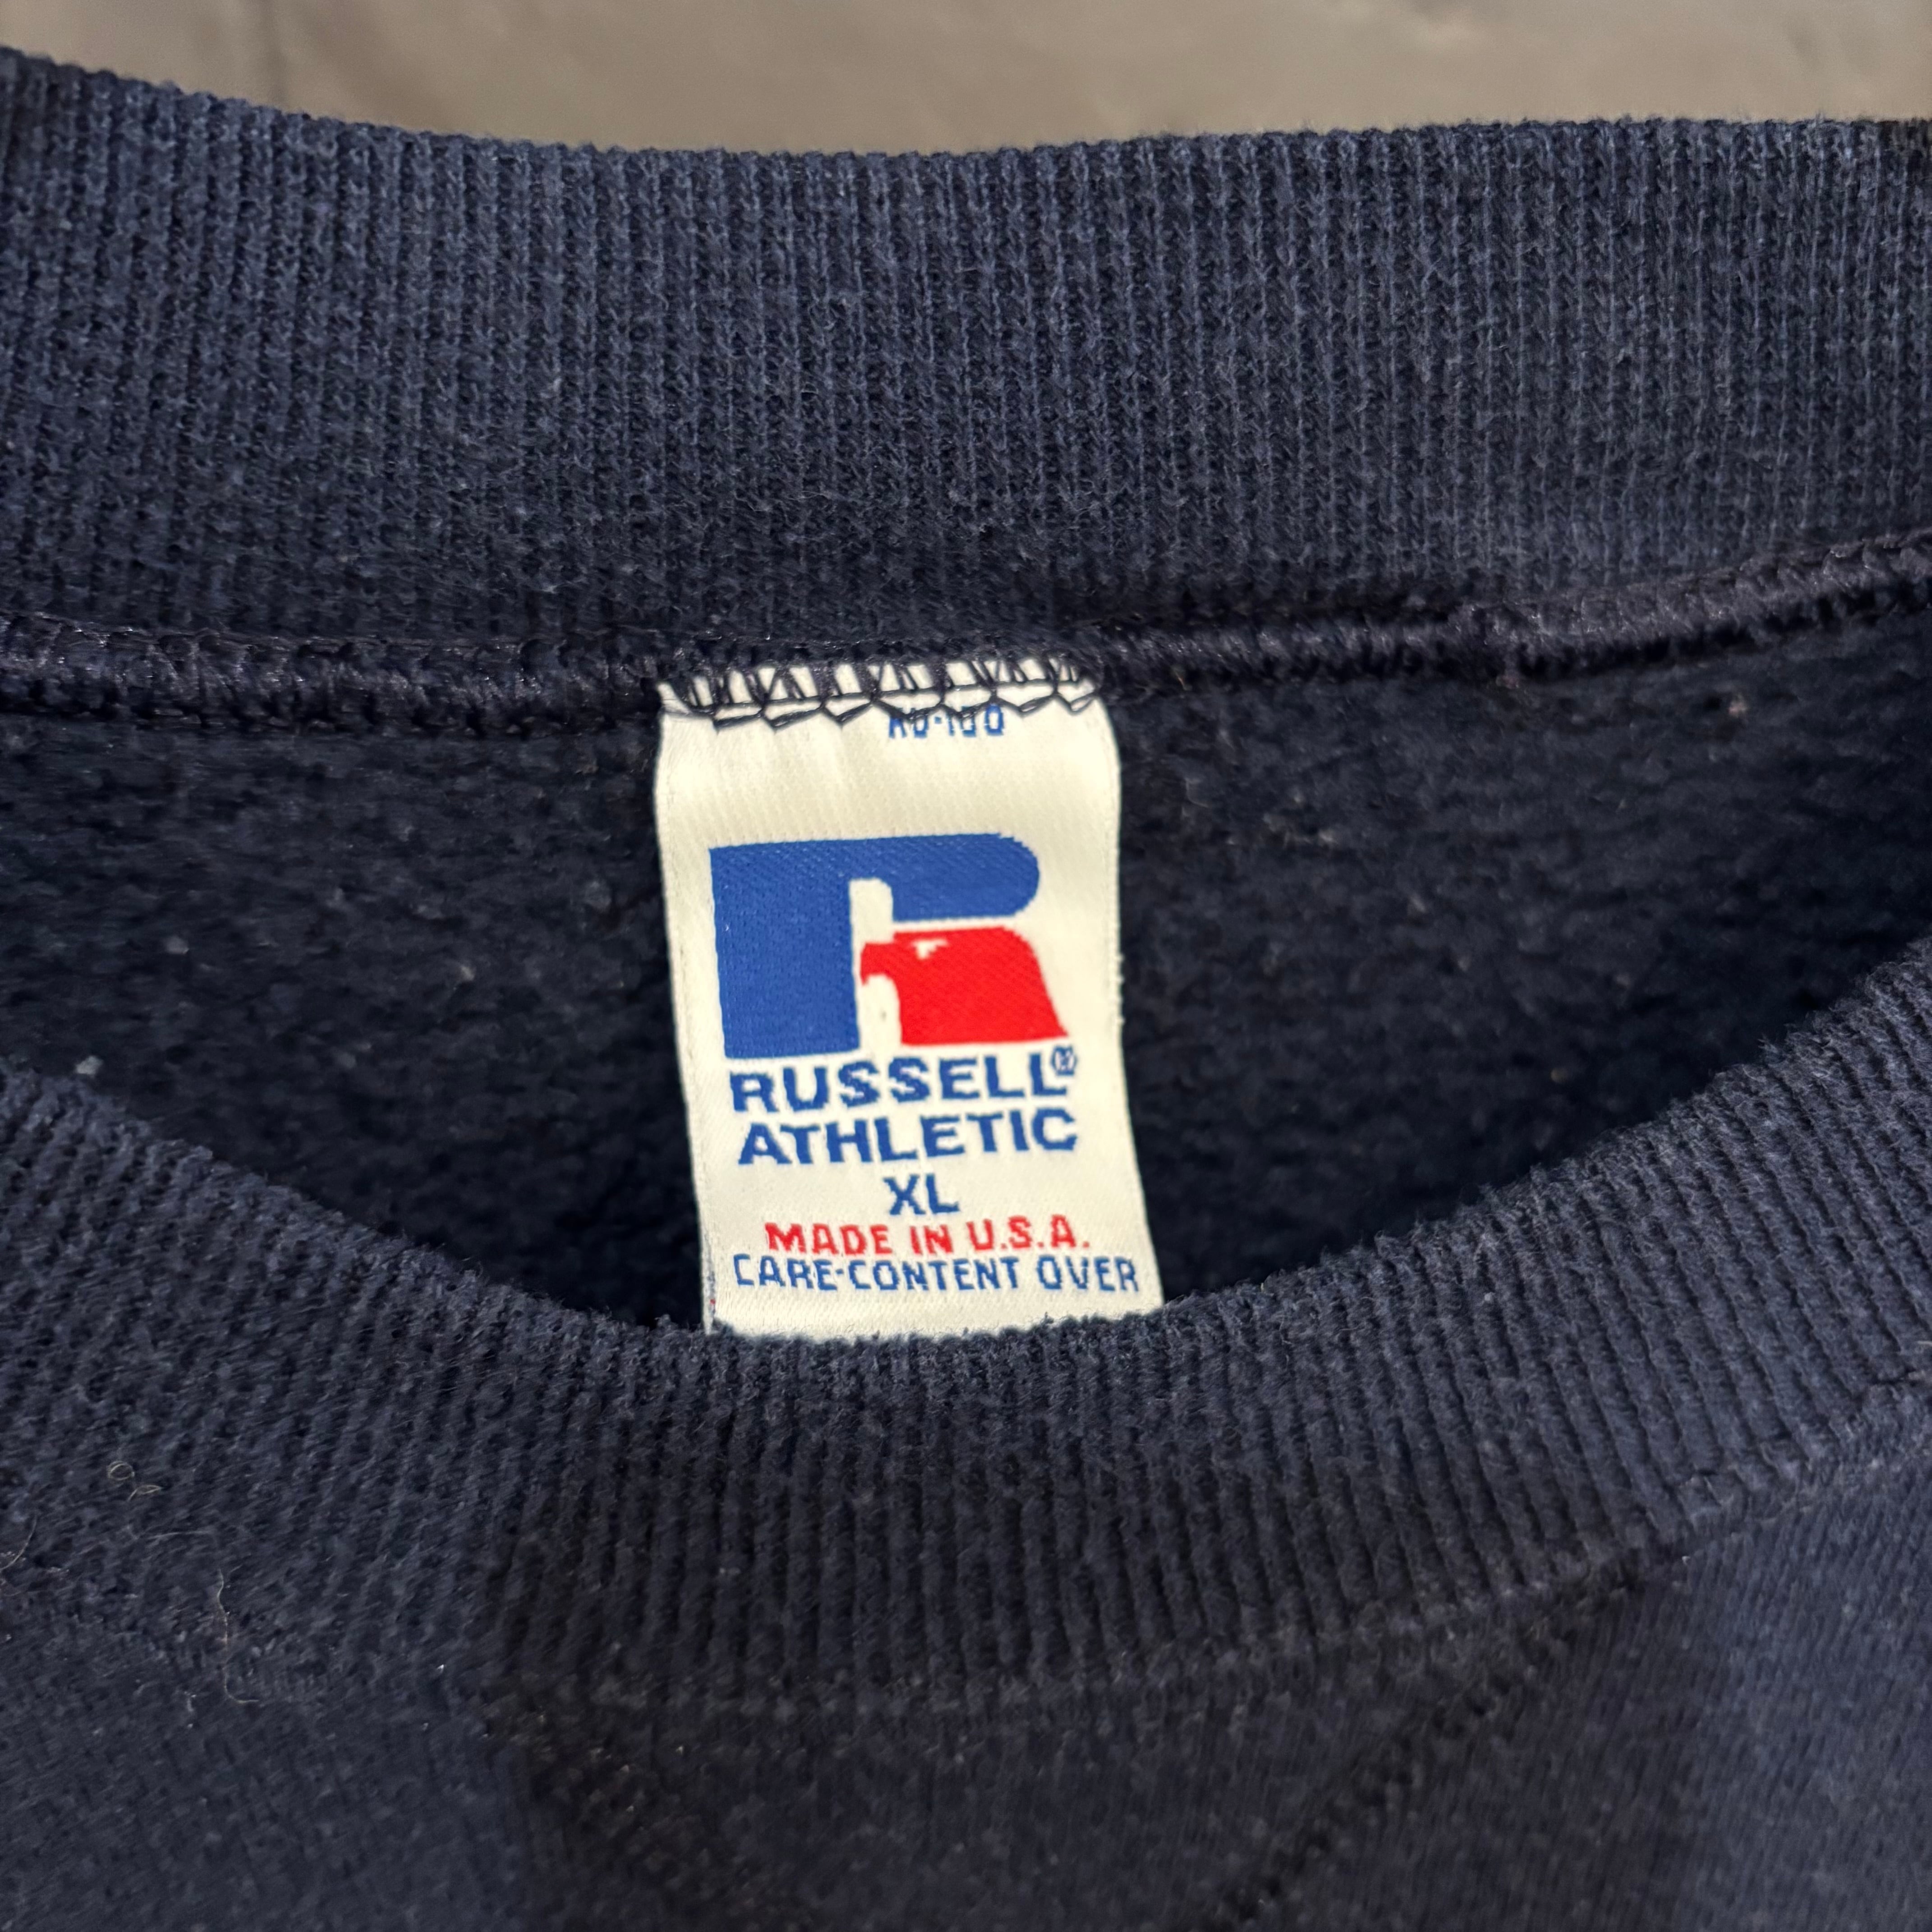 RUSSELL®
ATHLETIC
XL
MADE IN U.S.A.
CARE-CONTENT OVER